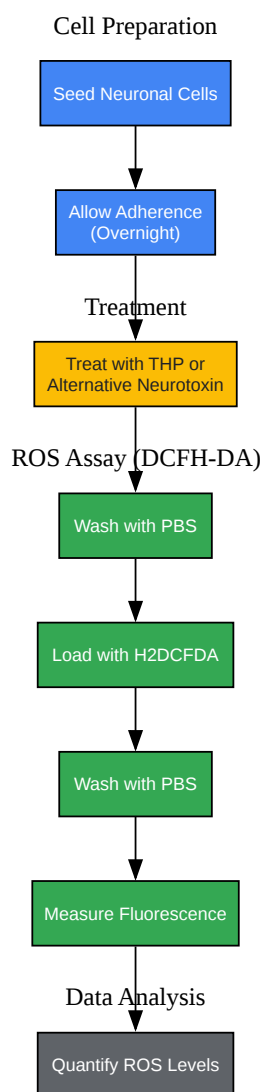 Cell Preparation
Seed Neuronal Cells
Allow Adherence
(Overnight)
Treatment
Treat with THP or
Alternative Neurotoxin
ROS Assay (DCFH-DA)
Wash with PBS
Load with H2DCFDA
Wash with PBS
Measure Fluorescence
Data Analysis
Quantify ROS Levels